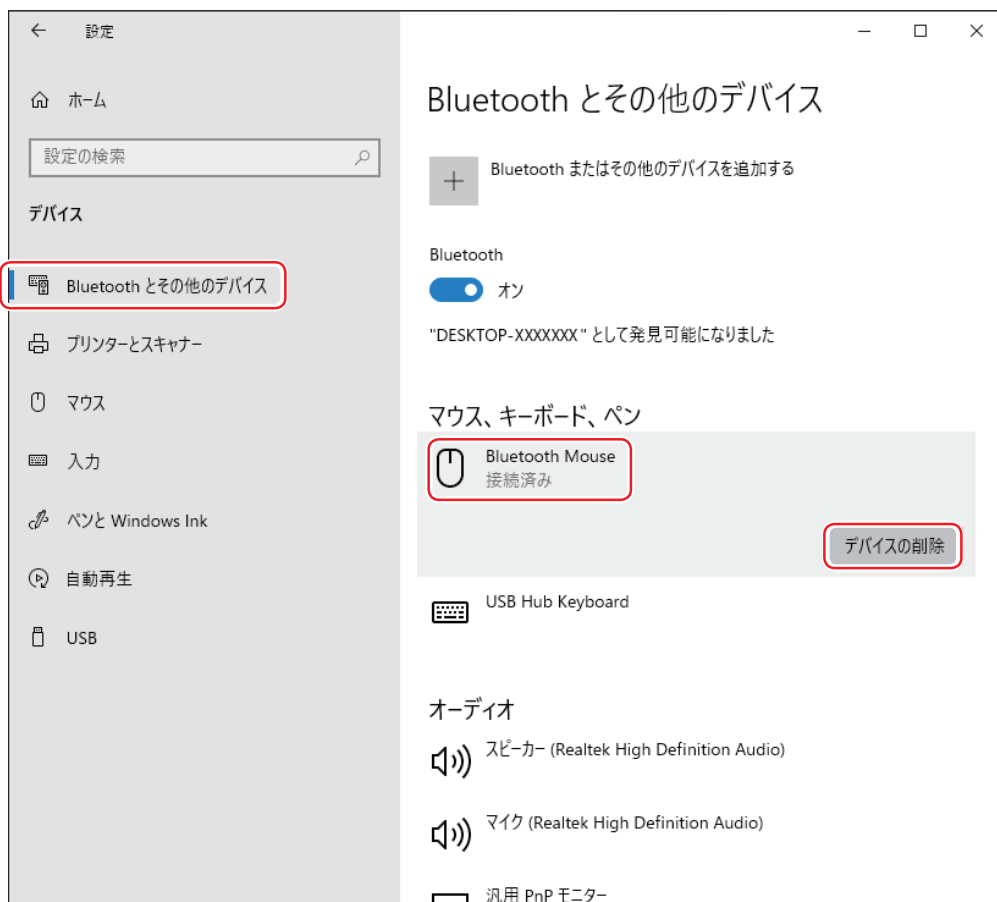 設定
ホーム
設定の検索
デバイス
Bluetooth とその他のデバイス
プリンターとスキャナー
マウス
入力
ペンと Windows Ink
自動再生
USB
Bluetooth とその他のデバイス
Bluetooth またはその他のデバイスを追加する
Bluetooth
オン
"DESKTOP-XXXXXXX" として発見可能になりました
マウス、キーボード、ペン
Bluetooth Mouse
接続済み
デバイスの削除
USB Hub Keyboard
オーディオ
スピーカー (Realtek High Definition Audio)
マイク (Realtek High Definition Audio)
汎用 PnP モニター